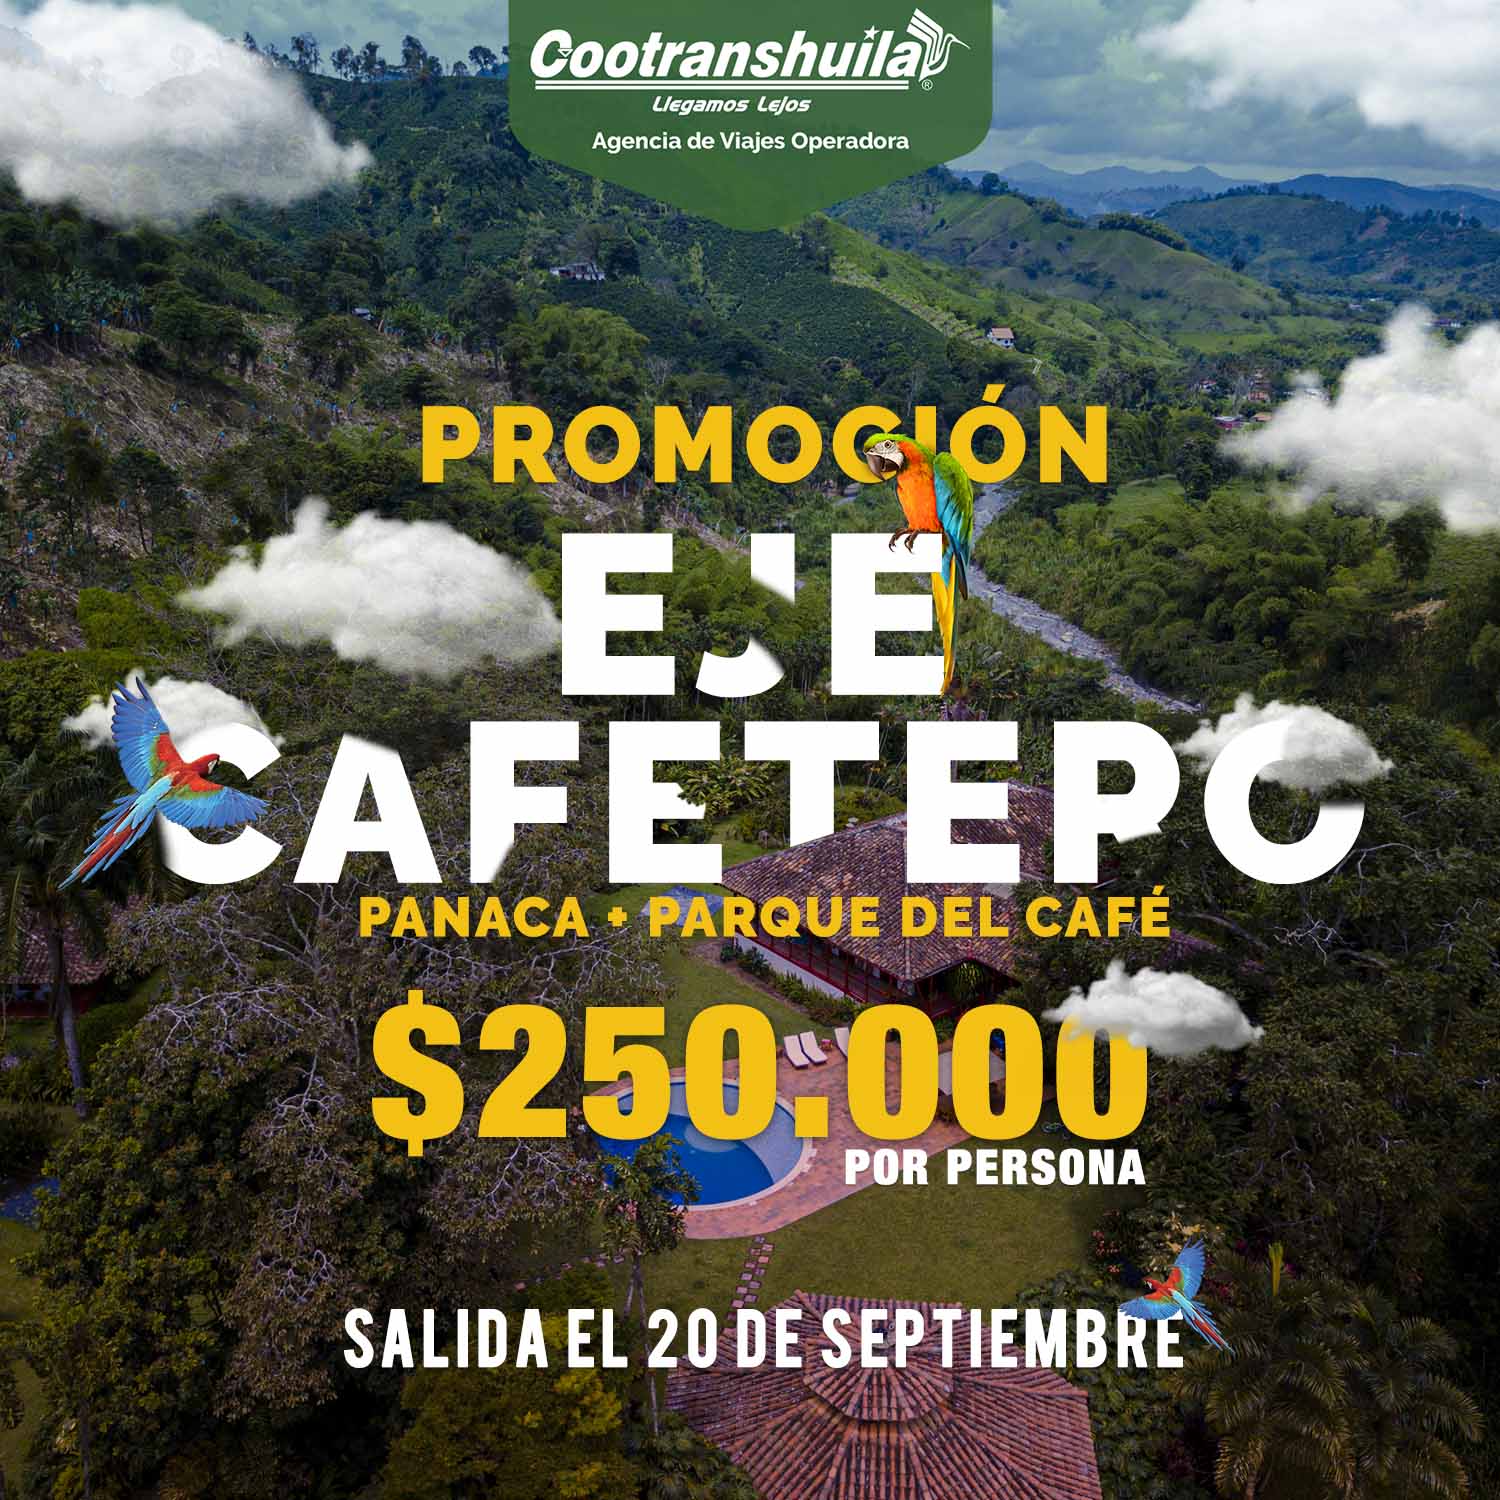 Cootranshuila
®
Llegamos Lejos
Agencia de Viajes Operadora
PROMOCIÓN
EJE
CAFETERO
PANACA + PARQUE DEL CAFÉ
$250.000
POR PERSONA
SALIDA EL 20 DE SEPTIEMBRE